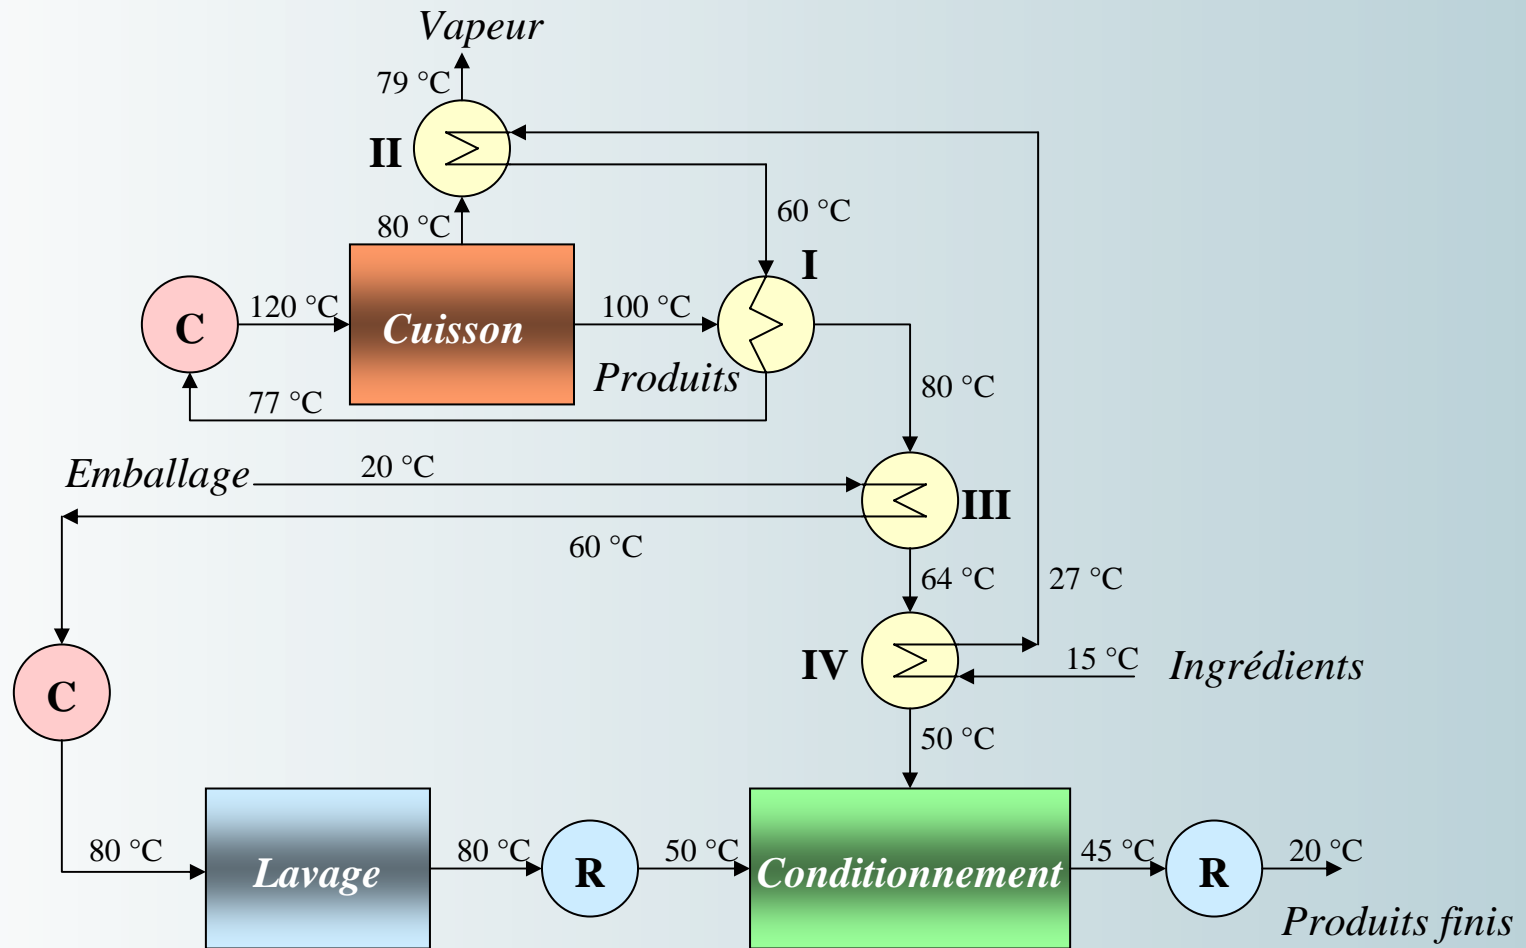 Vapeur
79 °C
II
60 °C
80 °C
I
C
120 °C
Cuisson
100 °C
Produits
80 °C
77 °C
Emballage
20 °C
III
60 °C
64 °C
27 °C
IV
15 °C
Ingrédients
C
50 °C
80 °C
Lavage
80 °C
R
50 °C
Conditionnement
45 °C
R
20 °C
Produits finis